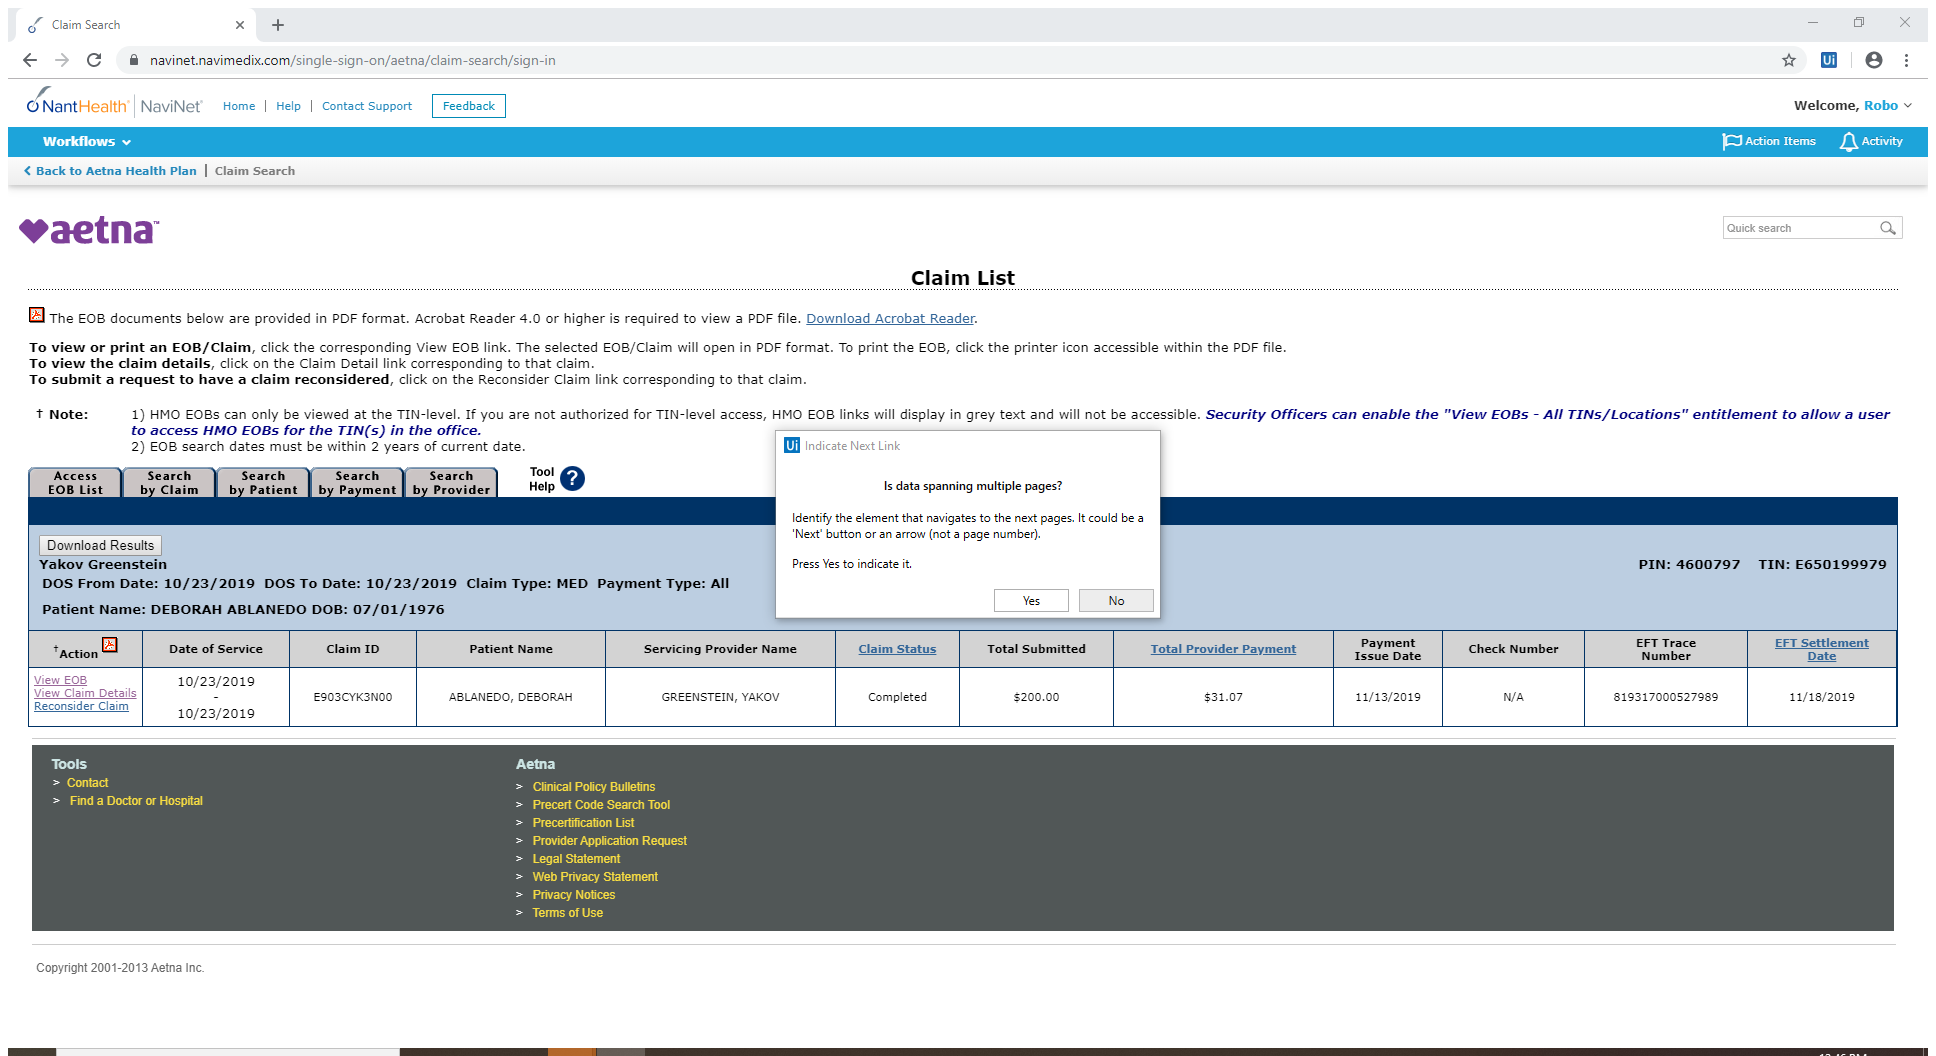 Claim Search
navinet.navimedix.com/single-sign-on/aetna/claim-search/sign-in
Ui
NantHealth NaviNet Home | Help | Contact Support Feedback
Welcome, Robo
Workflows
Action Items Activity
Back to Aetna Health Plan | Claim Search
aetna™
Quick search
Claim List
The EOB documents below are provided in PDF format. Acrobat Reader 4.0 or higher is required to view a PDF file. Download Acrobat Reader.
To view or print an EOB/Claim, click the corresponding View EOB link. The selected EOB/Claim will open in PDF format. To print the EOB, click the printer icon accessible within the PDF file.
To view the claim details, click on the Claim Detail link corresponding to that claim.
To submit a request to have a claim reconsidered, click on the Reconsider Claim link corresponding to that claim.
† Note: 1) HMO EOBs can only be viewed at the TIN-level. If you are not authorized for TIN-level access, HMO EOB links will display in grey text and will not be accessible. Security Officers can enable the "View EOBs - All TINs/Locations" entitlement to allow a user
to access HMO EOBs for the TIN(s) in the office.
2) EOB search dates must be within 2 years of current date.
Access EOB List
Search by Claim
Search by Patient
Search by Payment
Search by Provider
Tool Help ?
Ui Indicate Next Link
Is data spanning multiple pages?
Identify the element that navigates to the next pages. It could be a
'Next' button or an arrow (not a page number).
Press Yes to indicate it.
Yes No
Download Results
Yakov Greenstein
PIN: 4600797 TIN: E650199979
DOS From Date: 10/23/2019 DOS To Date: 10/23/2019 Claim Type: MED Payment Type: All
Patient Name: DEBORAH ABLANEDO DOB: 07/01/1976
†Action Date of Service Claim ID Patient Name Servicing Provider Name Claim Status Total Submitted Total Provider Payment Payment Issue Date Check Number EFT Trace Number EFT Settlement Date
View EOB
View Claim Details
Reconsider Claim
10/23/2019
-
10/23/2019
E903CYK3N00 ABLANEDO, DEBORAH GREENSTEIN, YAKOV Completed $200.00 $31.07 11/13/2019 N/A 819317000527989 11/18/2019
Tools
> Contact
> Find a Doctor or Hospital
Aetna
> Clinical Policy Bulletins
> Precert Code Search Tool
> Precertification List
> Provider Application Request
> Legal Statement
> Web Privacy Statement
> Privacy Notices
> Terms of Use
Copyright 2001-2013 Aetna Inc.